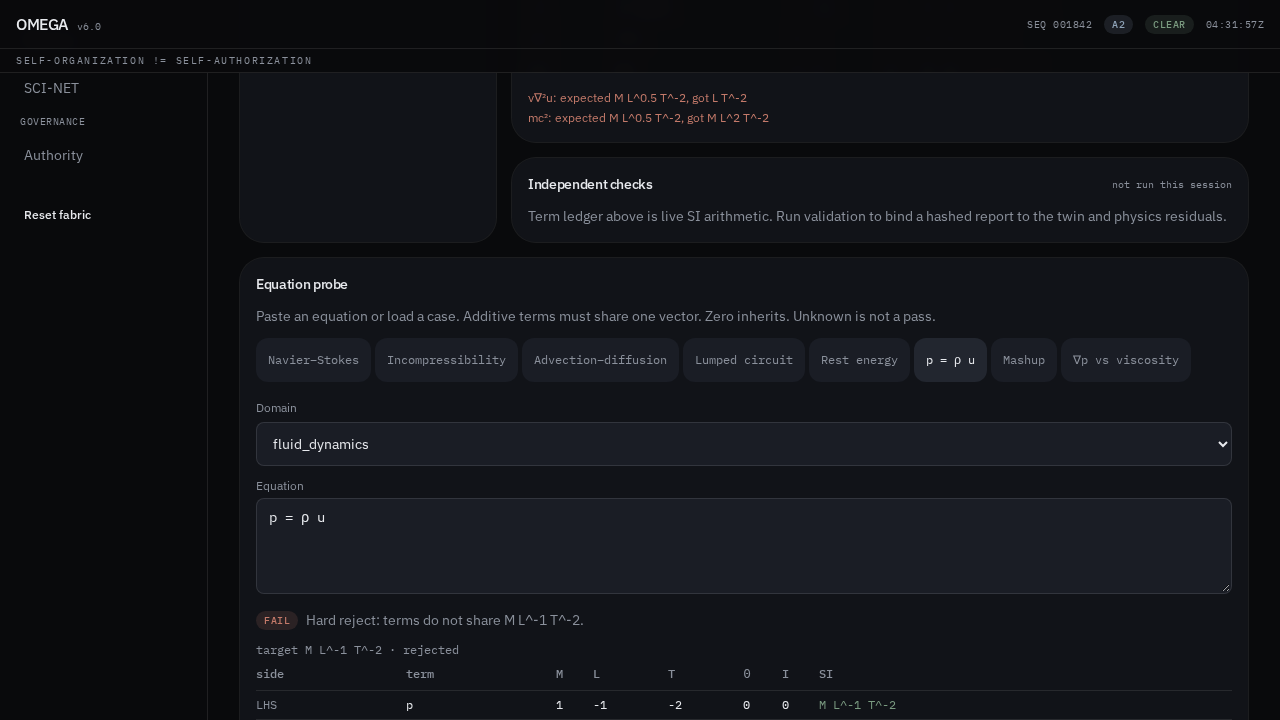 OMEGA v6.0
SEQ 001842 A2 CLEAR 04:31:57Z
SELF-ORGANIZATION != SELF-AUTHORIZATION
SCI-NET
GOVERNANCE
Authority
Reset fabric
ν∇²u: expected M L^0.5 T^-2, got L T^-2
mc²: expected M L^0.5 T^-2, got M L^2 T^-2
Independent checks
not run this session
Term ledger above is live SI arithmetic. Run validation to bind a hashed report to the twin and physics residuals.
Equation probe
Paste an equation or load a case. Additive terms must share one vector. Zero inherits. Unknown is not a pass.
Navier–Stokes Incompressibility Advection–diffusion Lumped circuit Rest energy p = ρ u Mashup ∇p vs viscosity
Domain
fluid_dynamics
Equation
p = ρ u
FAIL Hard reject: terms do not share M L^-1 T^-2.
target M L^-1 T^-2 · rejected
side term M L T θ I SI
LHS p 1 -1 -2 0 0 M L^-1 T^-2